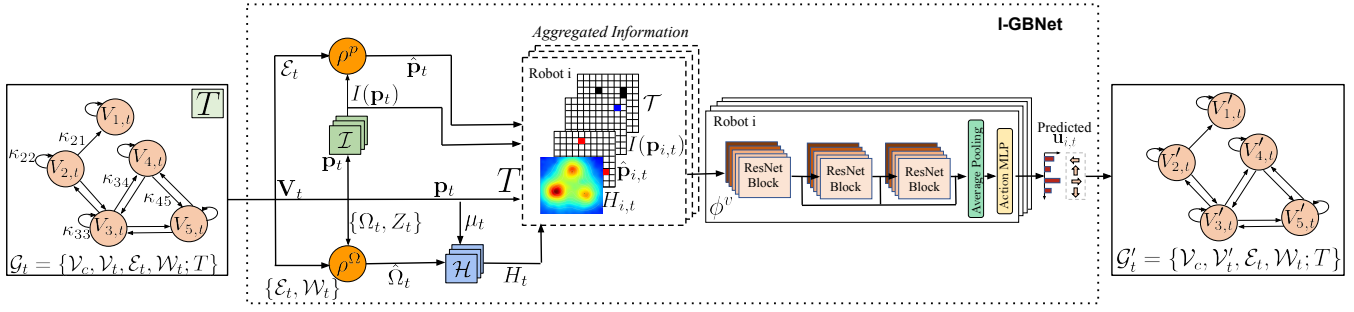 I-GBNet
T
V_{1,t}
κ_{21}
κ_{22}
V_{2,t}
V_{4,t}
κ_{34}
κ_{45}
κ_{33}
V_{3,t}
V_{5,t}
𝒢_t = {𝒱_c, 𝒱_t, ℰ_t, 𝒲_t; T}
𝐕_t
ℰ_t
ρ^p
𝐩̂_t
I(𝐩_t)
ℐ
𝐩_t
𝐩_t
{Ω_t, Z_t}
μ_t
ρ^Ω
Ω̂_t
{ℰ_t, 𝒲_t}
ℋ
H_t
Aggregated Information
Robot i
𝒯
I(𝐩_{i,t})
𝐩̂_{i,t}
H_{i,t}
T
Robot i
ϕ^v
ResNet
Block
ResNet
Block
ResNet
Block
Average Pooling
Action MLP
Predicted
𝐮_{i,t}
V′_{1,t}
V′_{2,t}
V′_{4,t}
V′_{3,t}
V′_{5,t}
𝒢′_t = {𝒱_c, 𝒱′_t, ℰ_t, 𝒲_t; T}